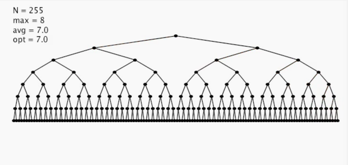 N = 255
max = 8
avg = 7.0
opt = 7.0